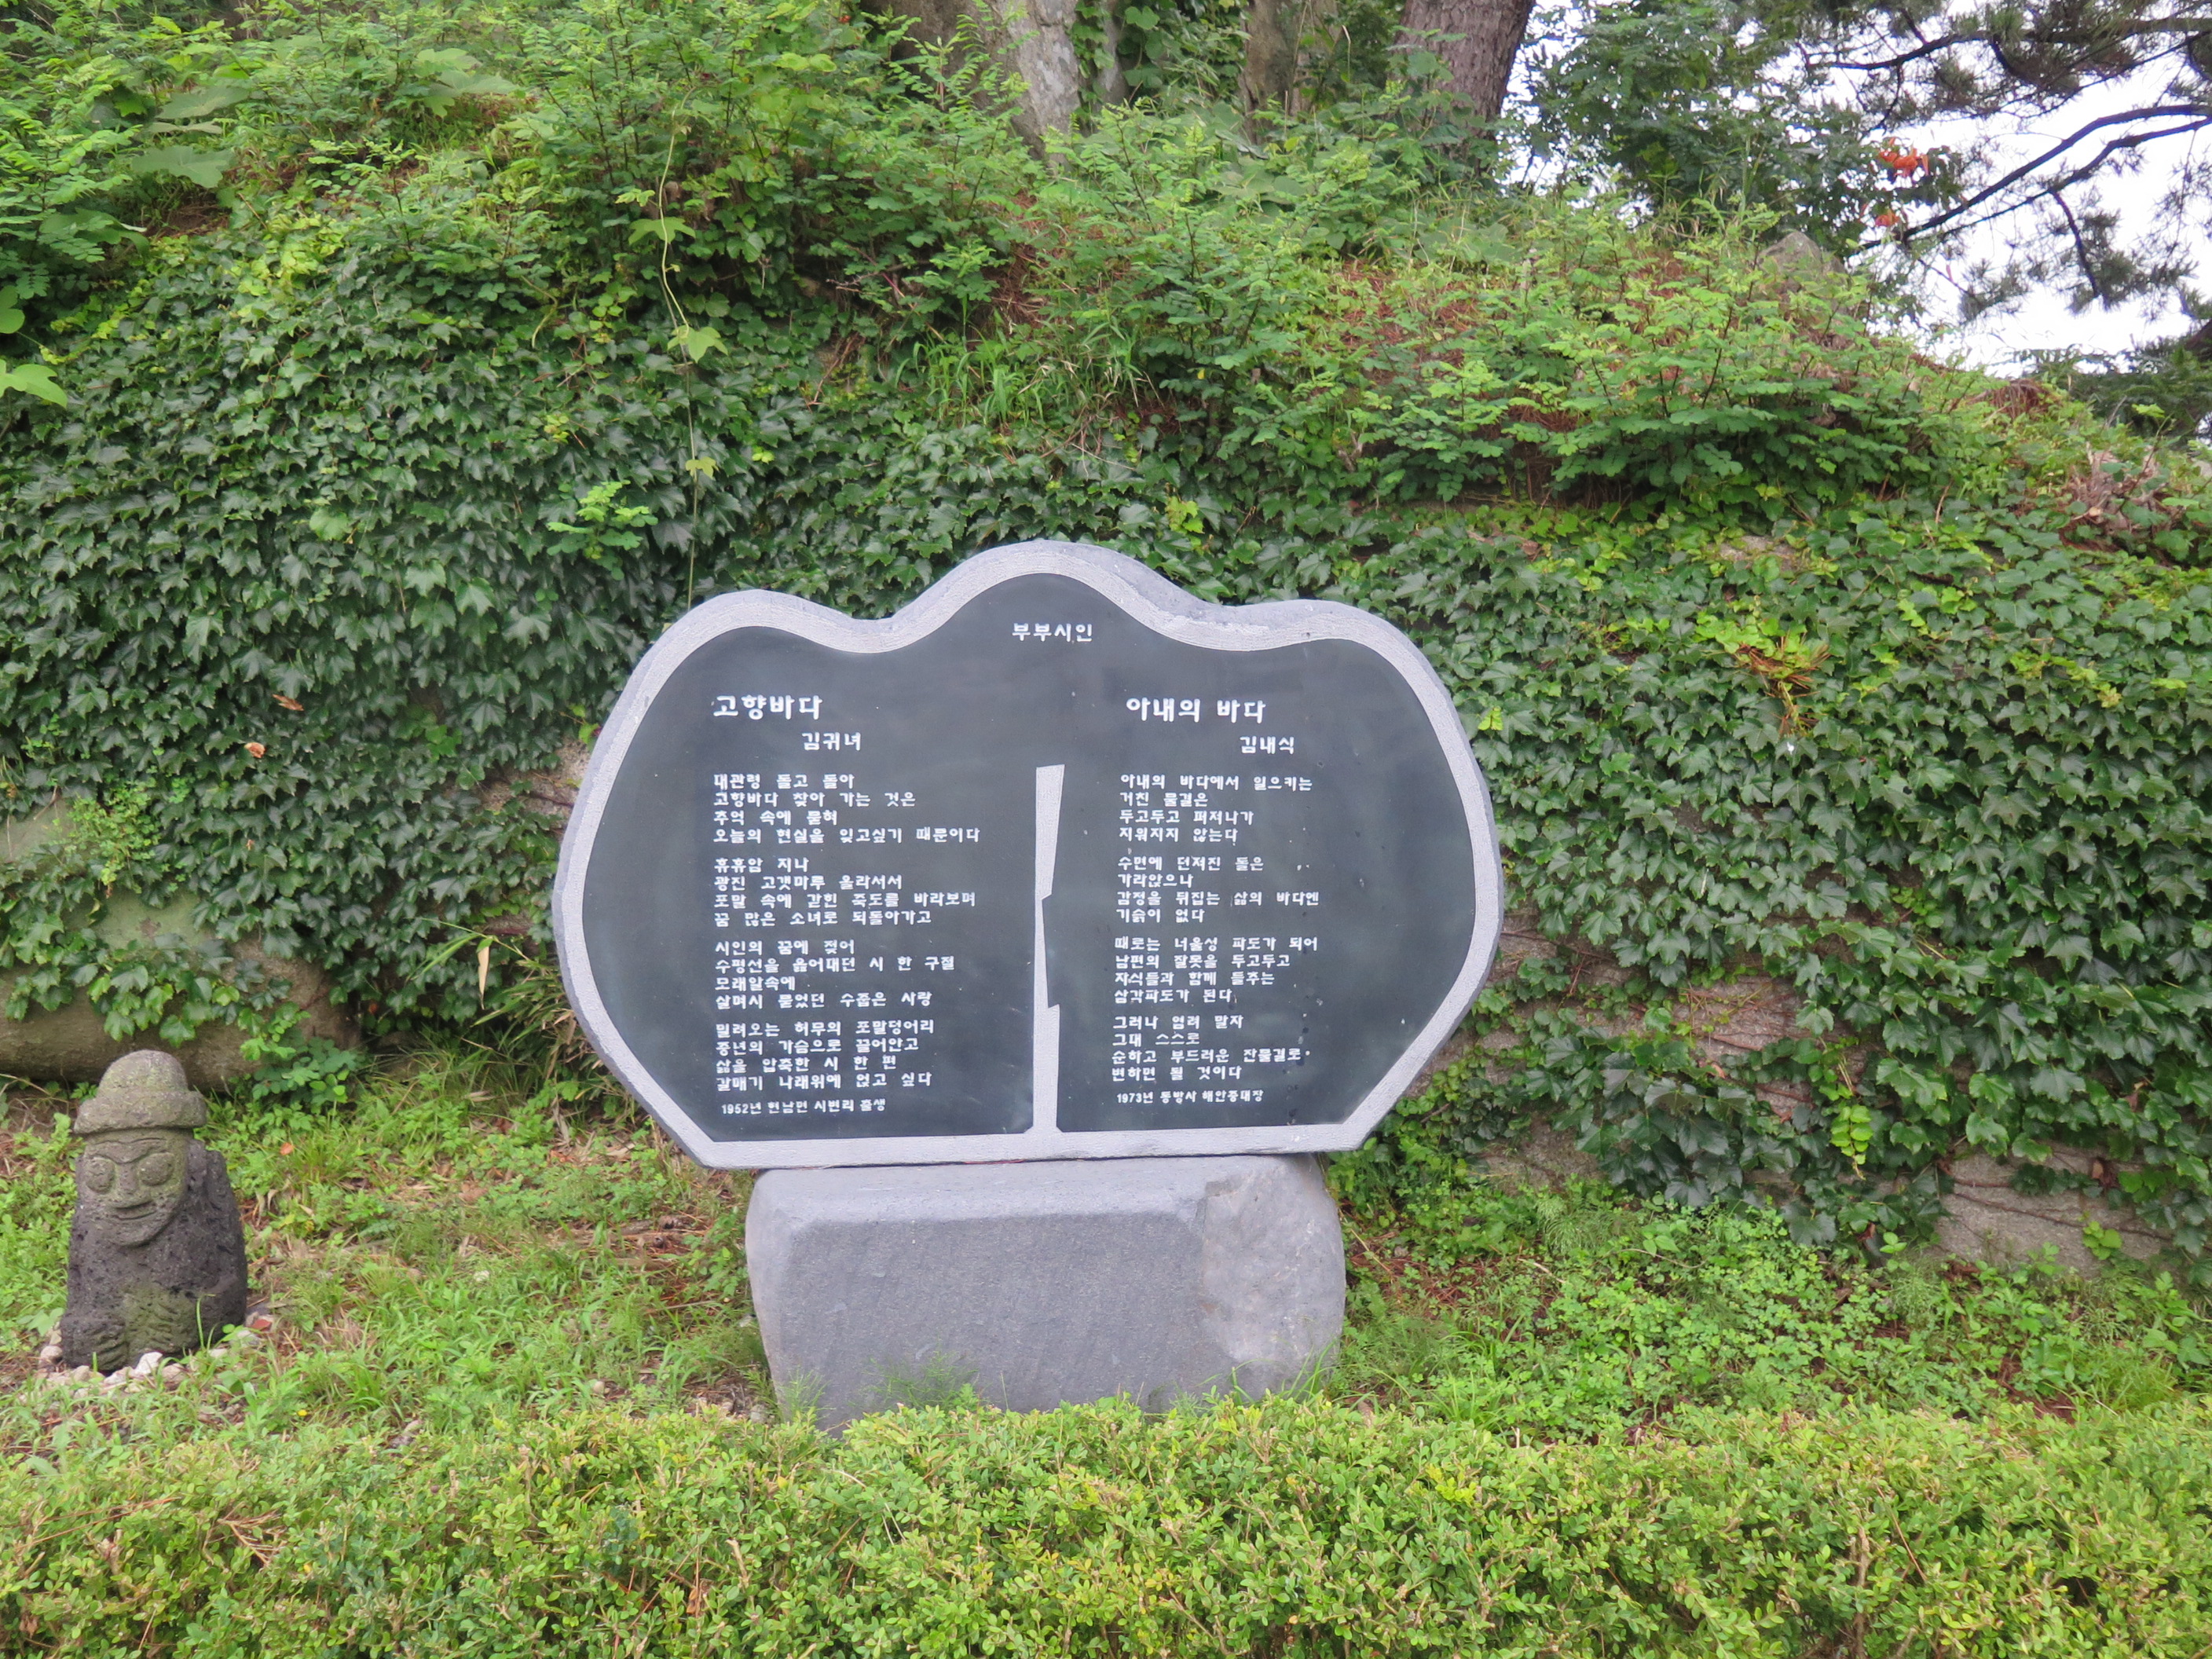 부부시인
고향바다
김귀녀
대관령 돌고 돌아
고향바다 찾아 가는 것은
추억 속에 묻혀
오늘의 현실을 잊고싶기 때문이다
휴휴암 지나
광진 고갯마루 올라서서
포말 속에 갇힌 죽도를 바라보며
꿈 많은 소녀로 되돌아가고
시인의 꿈에 젖어
수평선을 읊어대던 시 한 구절
모래알속에
살며시 묻었던 수줍은 사랑
밀려오는 허무의 포말덩어리
중년의 가슴으로 끌어안고
삶을 압축한 시 한 편
갈매기 나래위에 얹고 싶다
1952년 현남면 시변리 출생
아내의 바다
김내식
아내의 바다에서 일으키는
거친 물결은
두고두고 퍼져나가
지워지지 않는다
수면에 던져진 돌은
가라앉으나
감정을 뒤집는 삶의 바다엔
기슭이 없다
때로는 너울성 파도가 되어
남편의 잘못을 두고두고
자식들과 함께 들추는
삼각파도가 된다
그러나 염려 말자
그대 스스로
순하고 부드러운 잔물결로
변하면 될 것이다
1973년 동방사 해안중대장